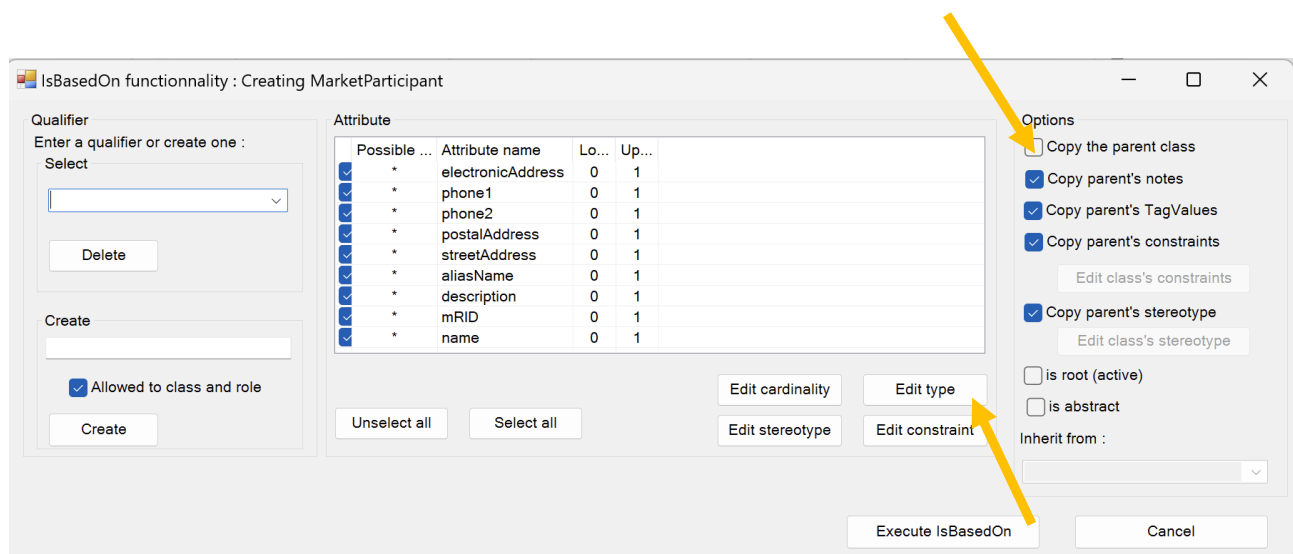 IsBasedOn functionnality : Creating MarketParticipant
Qualifier
Enter a qualifier or create one :
Select
Delete
Create
Allowed to class and role
Create
Attribute
Possible ... Attribute name Lo... Up...
* electronicAddress 0 1
* phone1 0 1
* phone2 0 1
* postalAddress 0 1
* streetAddress 0 1
* aliasName 0 1
* description 0 1
* mRID 0 1
* name 0 1
Unselect all Select all
Edit cardinality Edit type
Edit stereotype Edit constraint
Options
Copy the parent class
Copy parent's notes
Copy parent's TagValues
Copy parent's constraints
Edit class's constraints
Copy parent's stereotype
Edit class's stereotype
is root (active)
is abstract
Inherit from :
Execute IsBasedOn Cancel